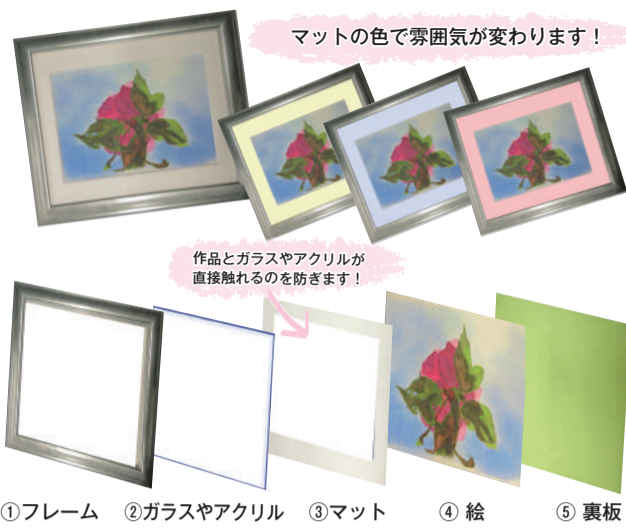 マットの色で雰囲気が変わります！
作品とガラスやアクリルが
直接触れるのを防ぎます！
①フレーム ②ガラスやアクリル ③マット ④ 絵 ⑤ 裏板